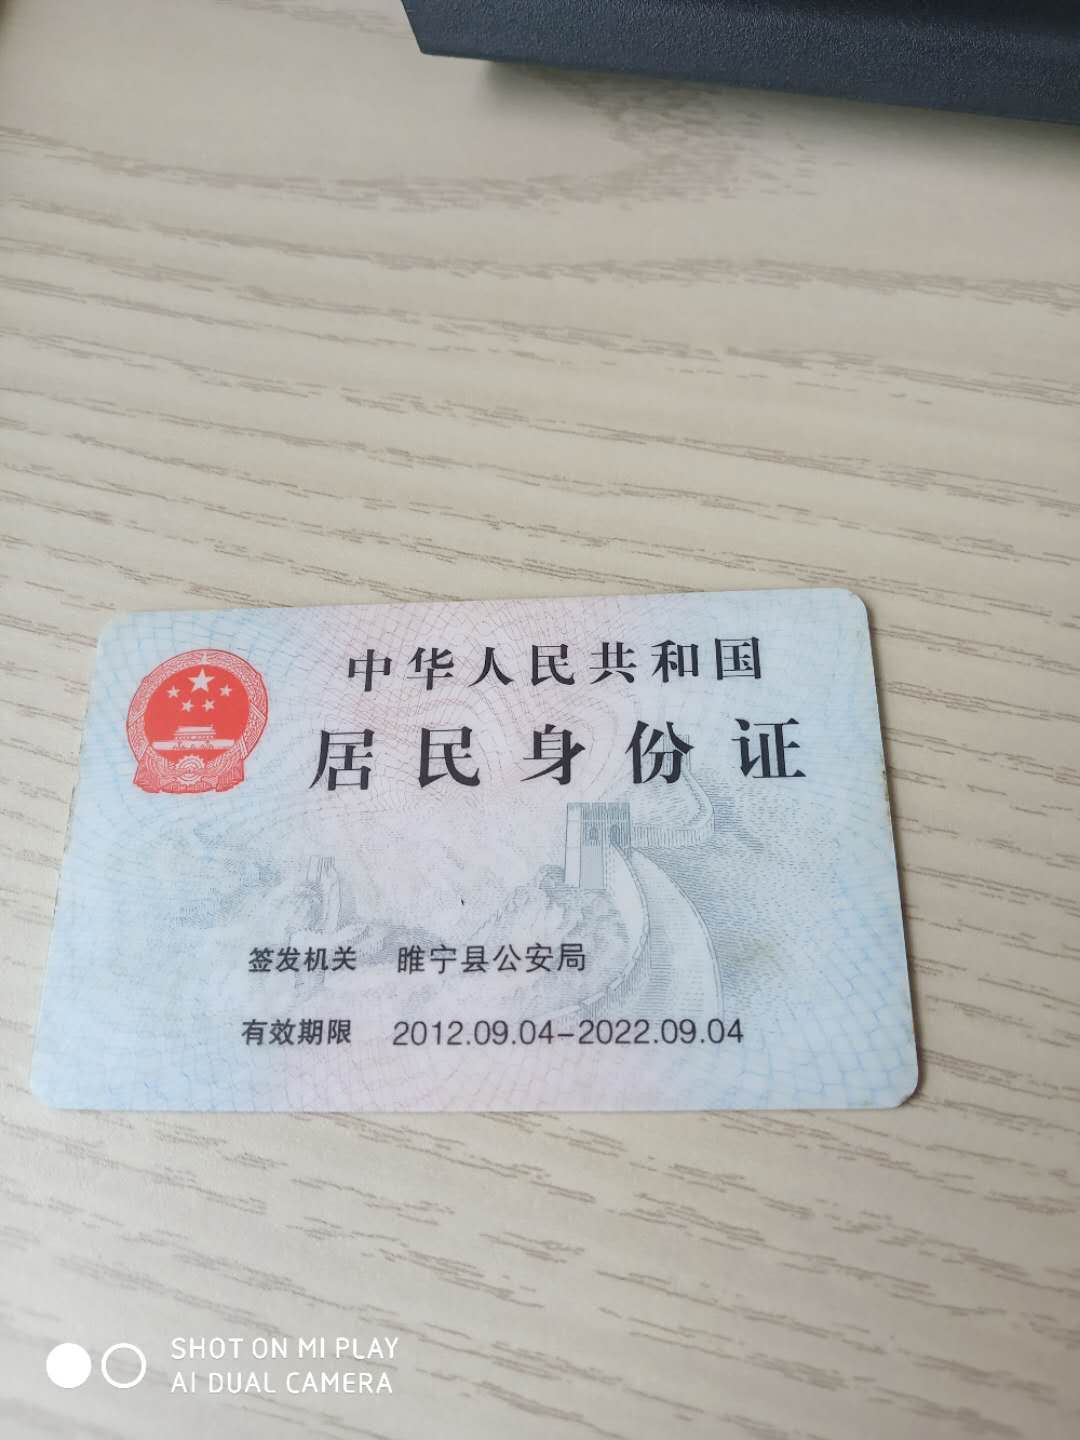 中华人民共和国
居民身份证
签发机关 睢宁县公安局
有效期限 2012.09.04-2022.09.04
SHOT ON MI PLAY
AI DUAL CAMERA